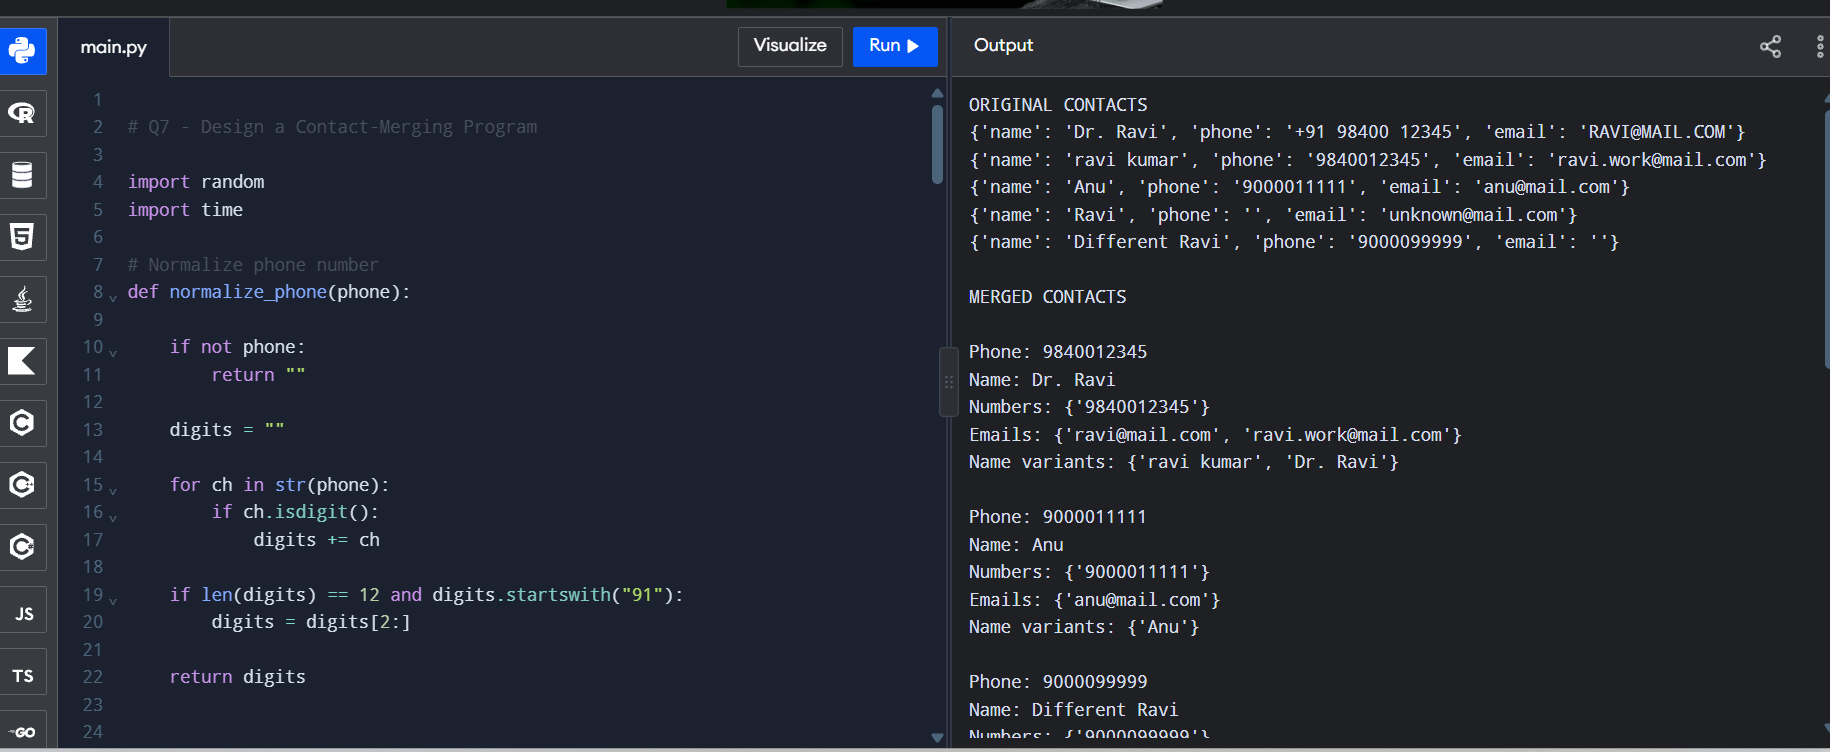 main.py
Visualize
Run
Output
JS
TS
GO
1
2 # Q7 - Design a Contact-Merging Program
3
4 import random
5 import time
6
7 # Normalize phone number
8 def normalize_phone(phone):
9
10 if not phone:
11 return ""
12
13 digits = ""
14
15 for ch in str(phone):
16 if ch.isdigit():
17 digits += ch
18
19 if len(digits) == 12 and digits.startswith("91"):
20 digits = digits[2:]
21
22 return digits
23
24
ORIGINAL CONTACTS
{'name': 'Dr. Ravi', 'phone': '+91 98400 12345', 'email': 'RAVI@MAIL.COM'}
{'name': 'ravi kumar', 'phone': '9840012345', 'email': 'ravi.work@mail.com'}
{'name': 'Anu', 'phone': '9000011111', 'email': 'anu@mail.com'}
{'name': 'Ravi', 'phone': '', 'email': 'unknown@mail.com'}
{'name': 'Different Ravi', 'phone': '9000099999', 'email': ''}
MERGED CONTACTS
Phone: 9840012345
Name: Dr. Ravi
Numbers: {'9840012345'}
Emails: {'ravi@mail.com', 'ravi.work@mail.com'}
Name variants: {'ravi kumar', 'Dr. Ravi'}
Phone: 9000011111
Name: Anu
Numbers: {'9000011111'}
Emails: {'anu@mail.com'}
Name variants: {'Anu'}
Phone: 9000099999
Name: Different Ravi
Numbers: {'9000099999'}